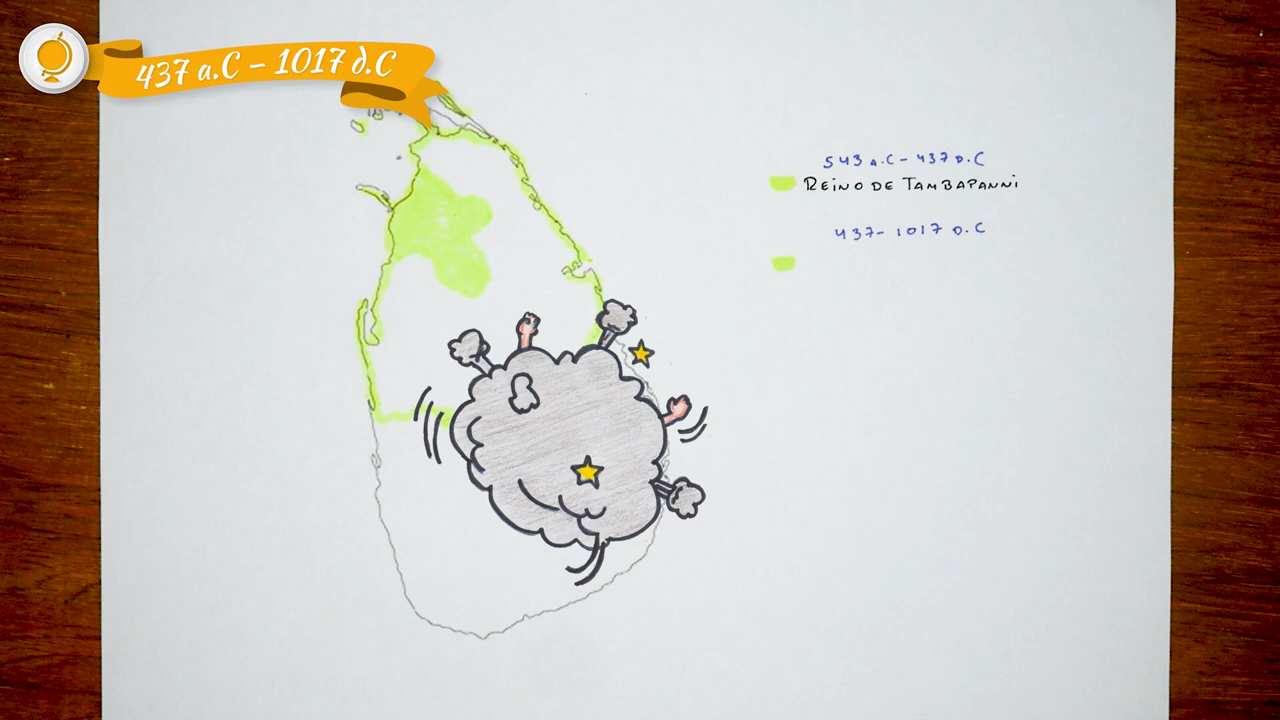 437 a.C – 1017 d.C
543 a.C - 437 D.C
REINO DE TAMBAPANNI
437- 1017 D.C